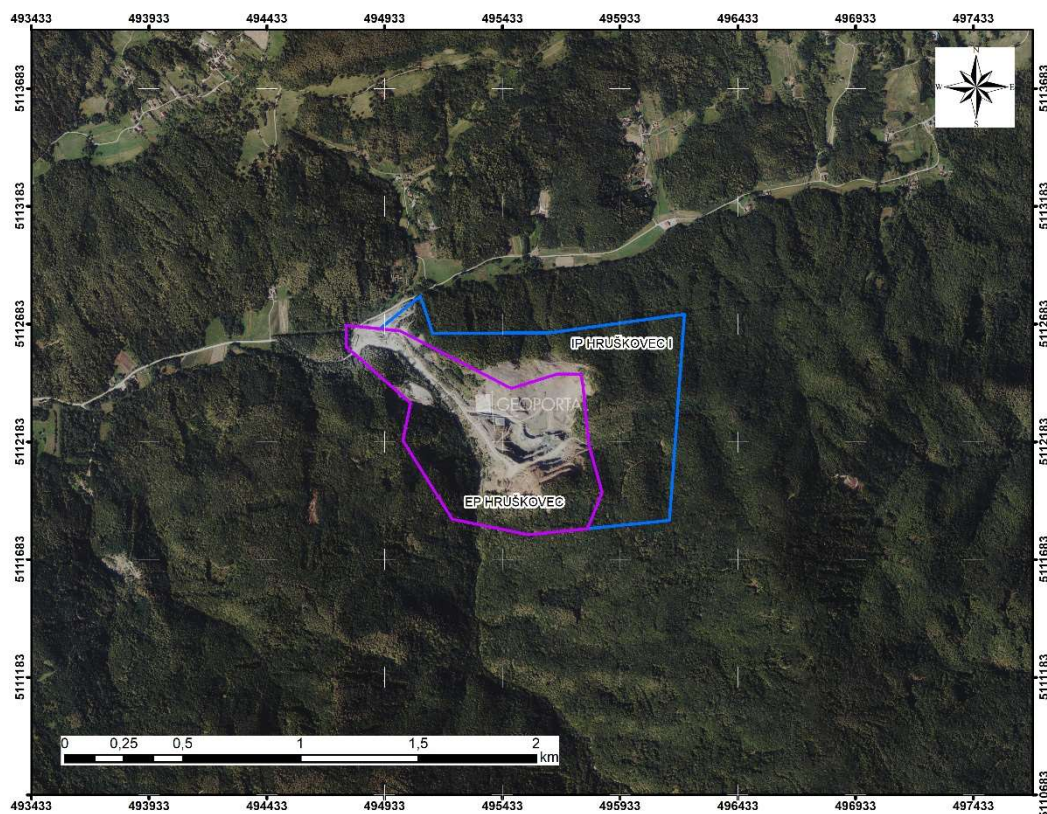 493433 493933 494433 494933 495433 495933 496433 496933 497433
5113683 5113683
N
W E
S
5113183 5113183
5112683 5112683
IP HRUŠKOVEC I
GEOPORTA
5112183 5112183
EP HRUŠKOVEC
5111683 5111683
5111183 5111183
0 0,25 0,5 1 1,5 2
km
5110683 5110683
493433 493933 494433 494933 495433 495933 496433 496933 497433